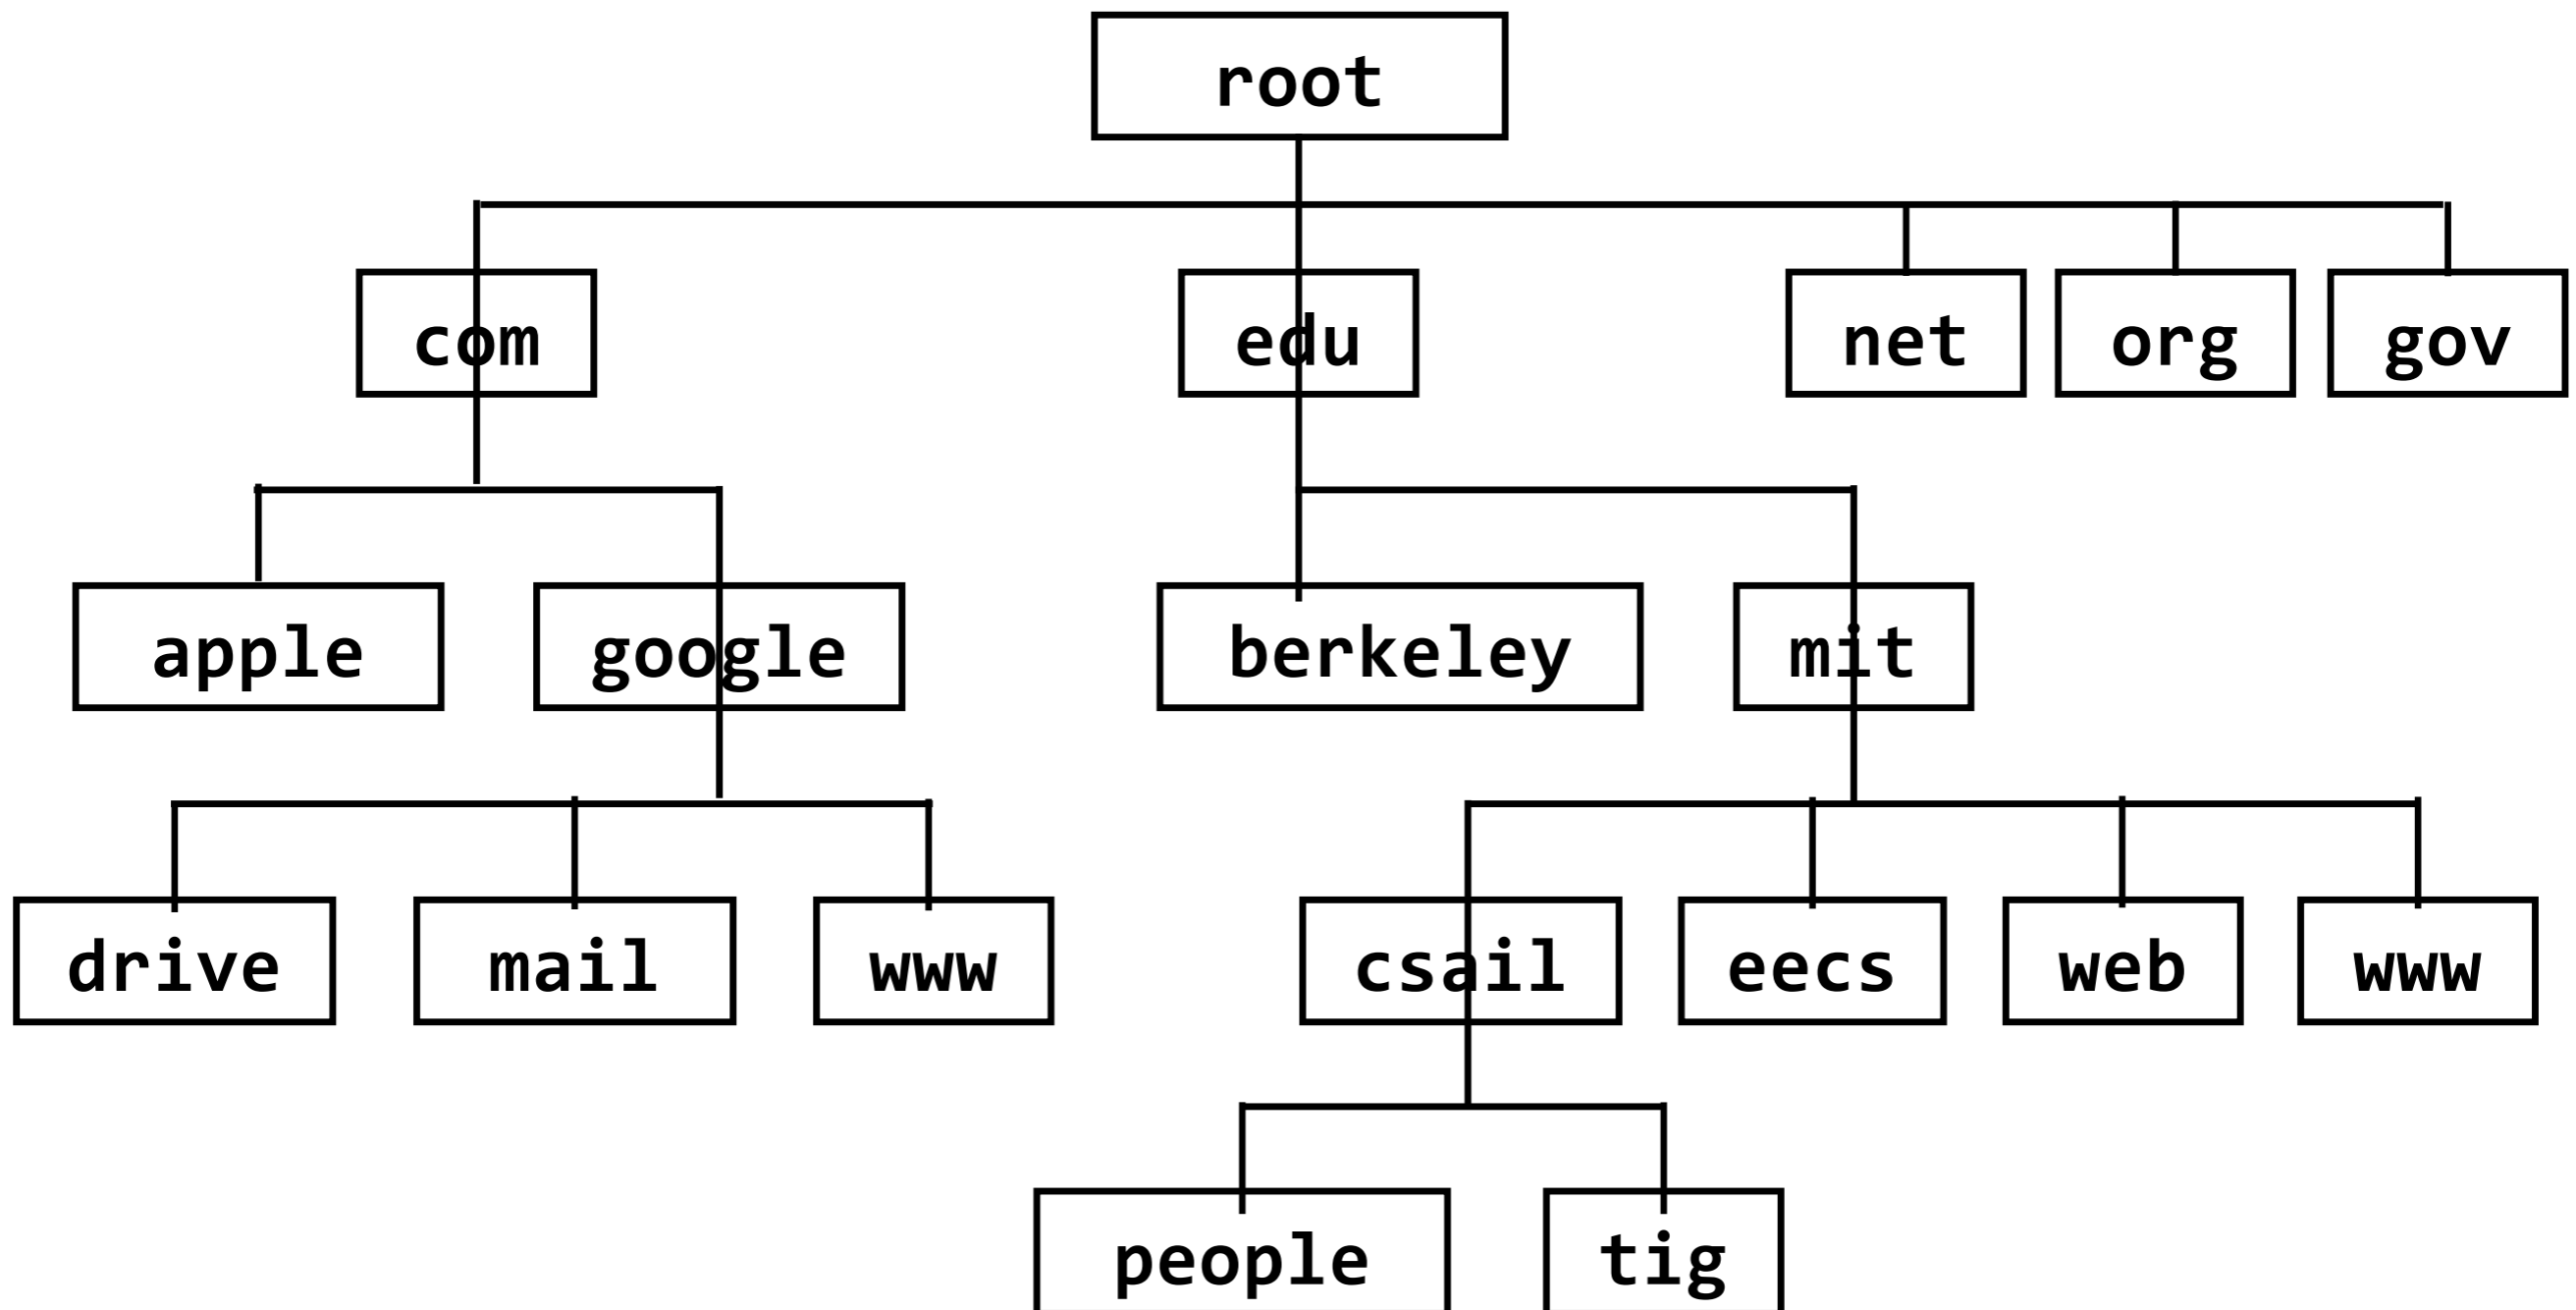 root
com edu net org gov
apple google berkeley mit
drive mail www csail eecs web www
people tig